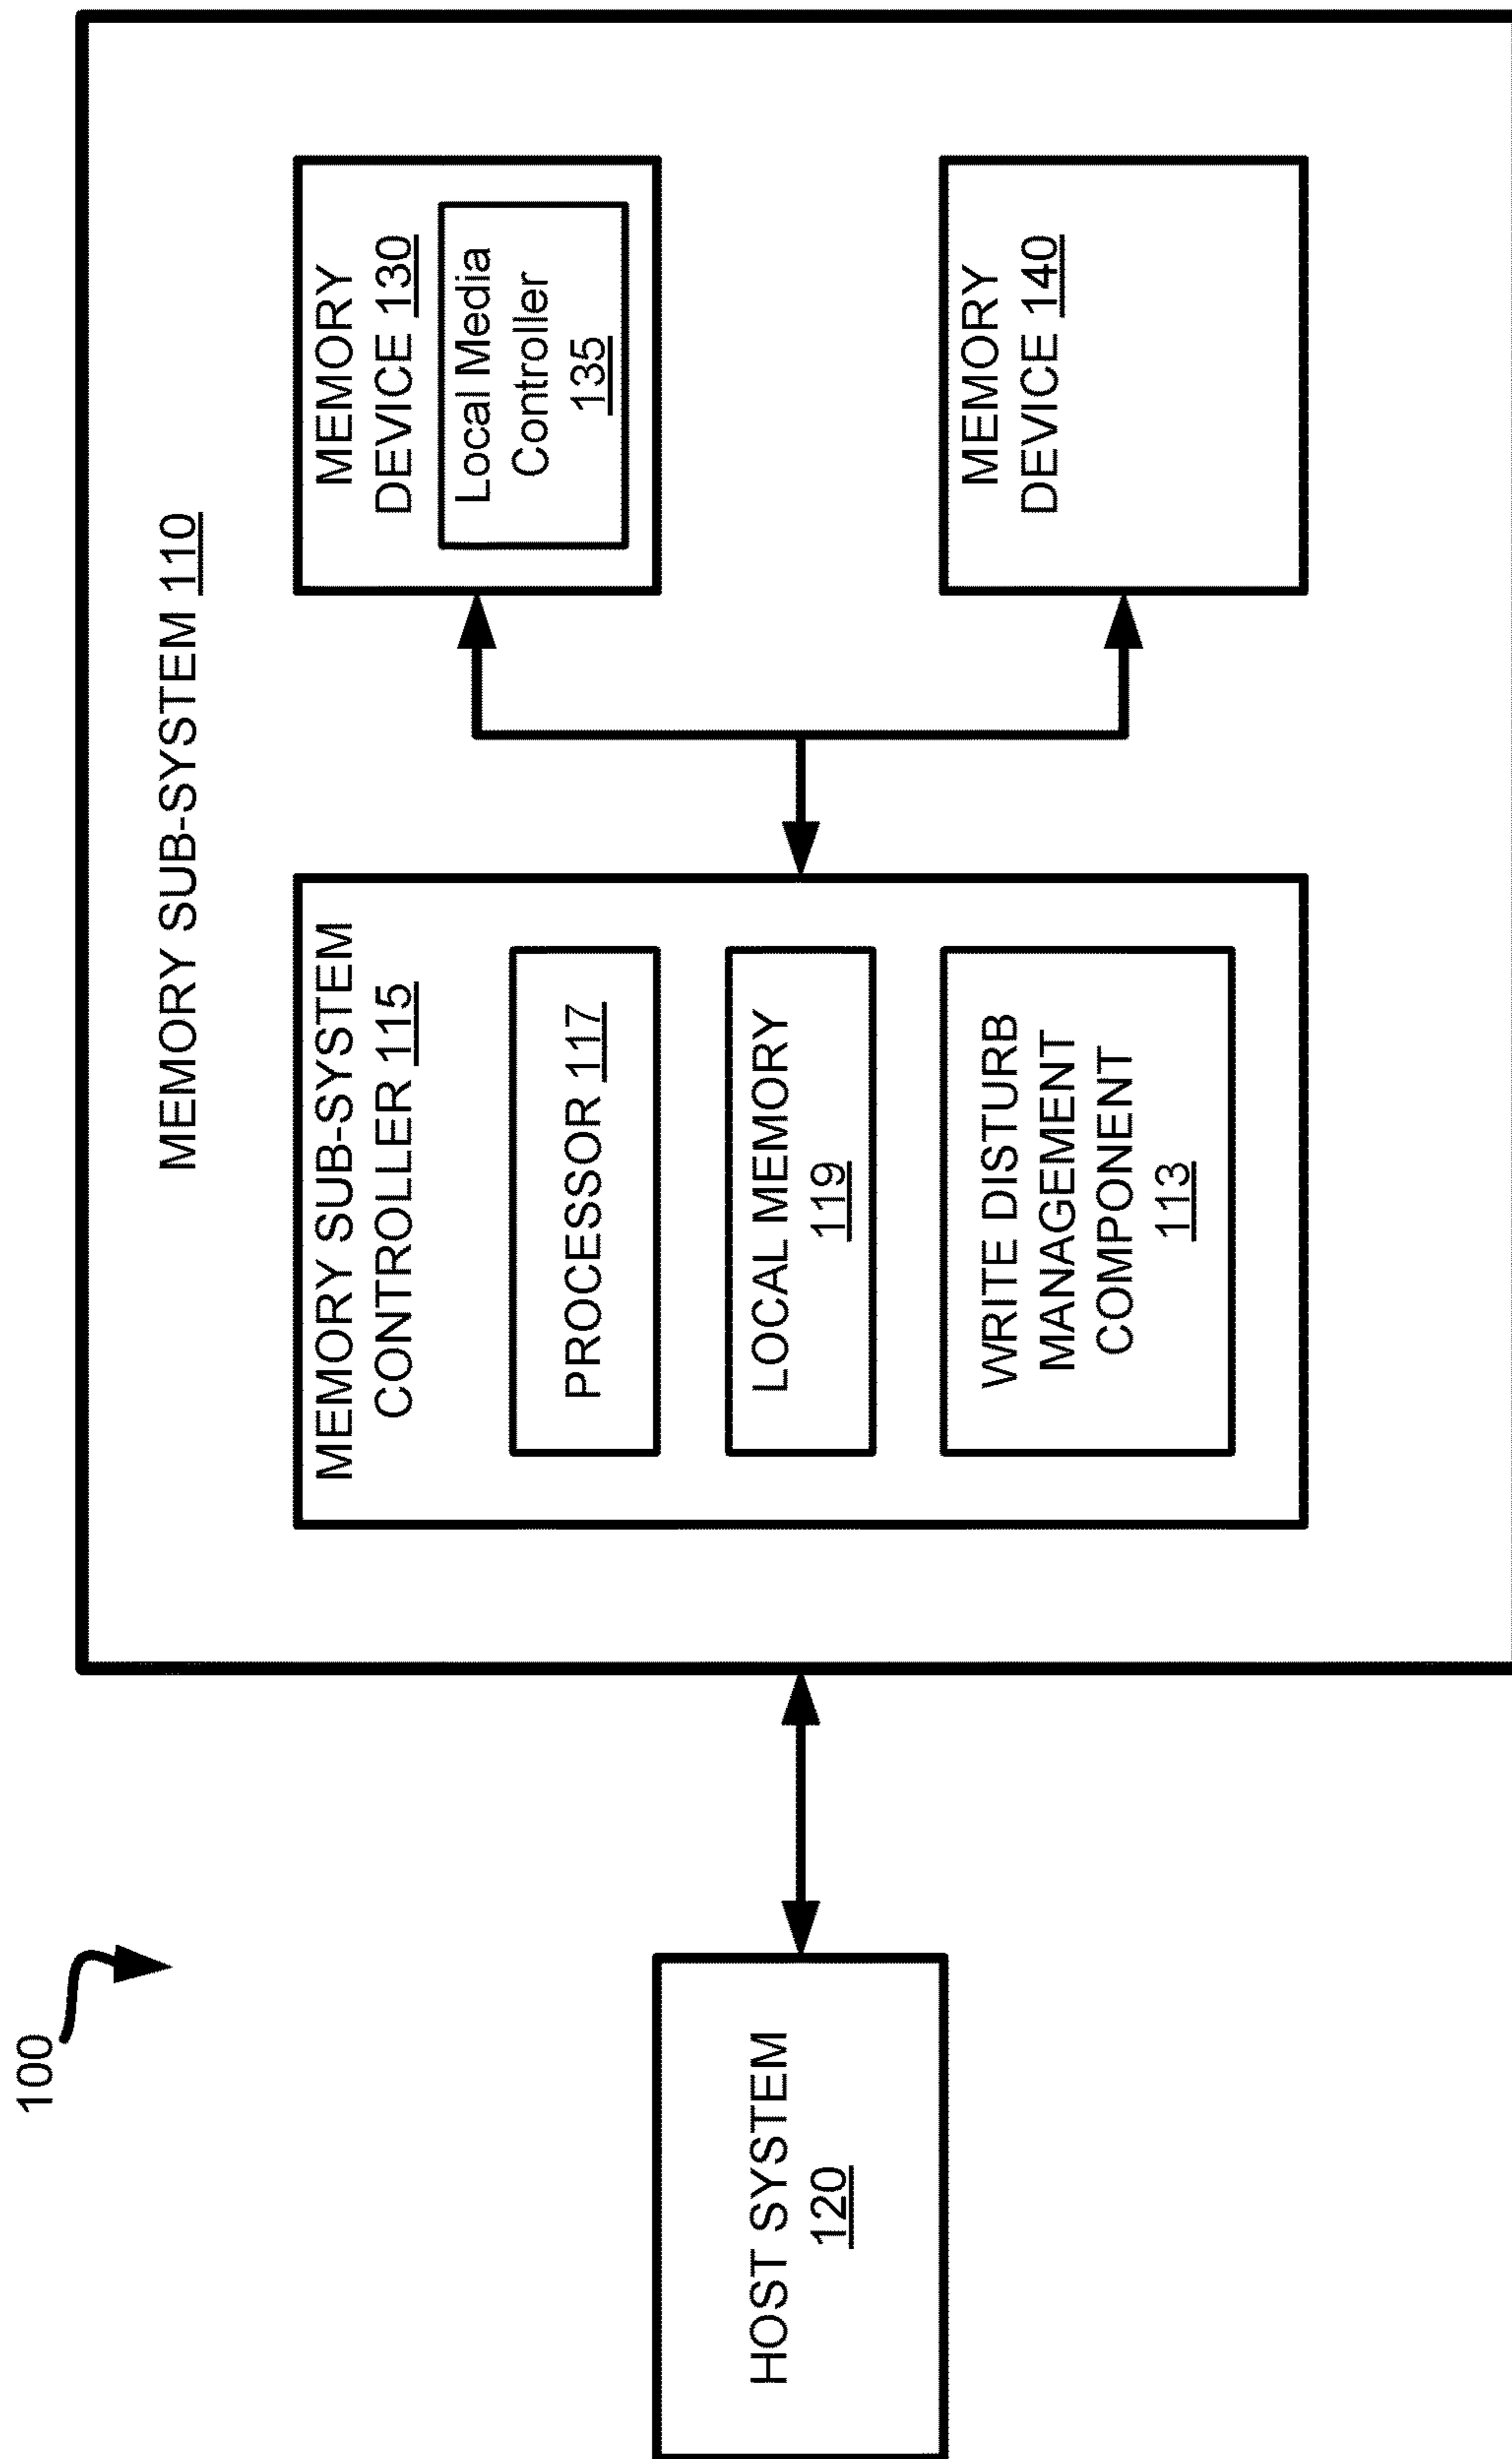 100
MEMORY SUB-SYSTEM 110
HOST SYSTEM
120
MEMORY SUB-SYSTEM
CONTROLLER 115
PROCESSOR 117
LOCAL MEMORY
119
WRITE DISTURB
MANAGEMENT
COMPONENT
113
MEMORY
DEVICE 130
Local Media
Controller
135
MEMORY
DEVICE 140